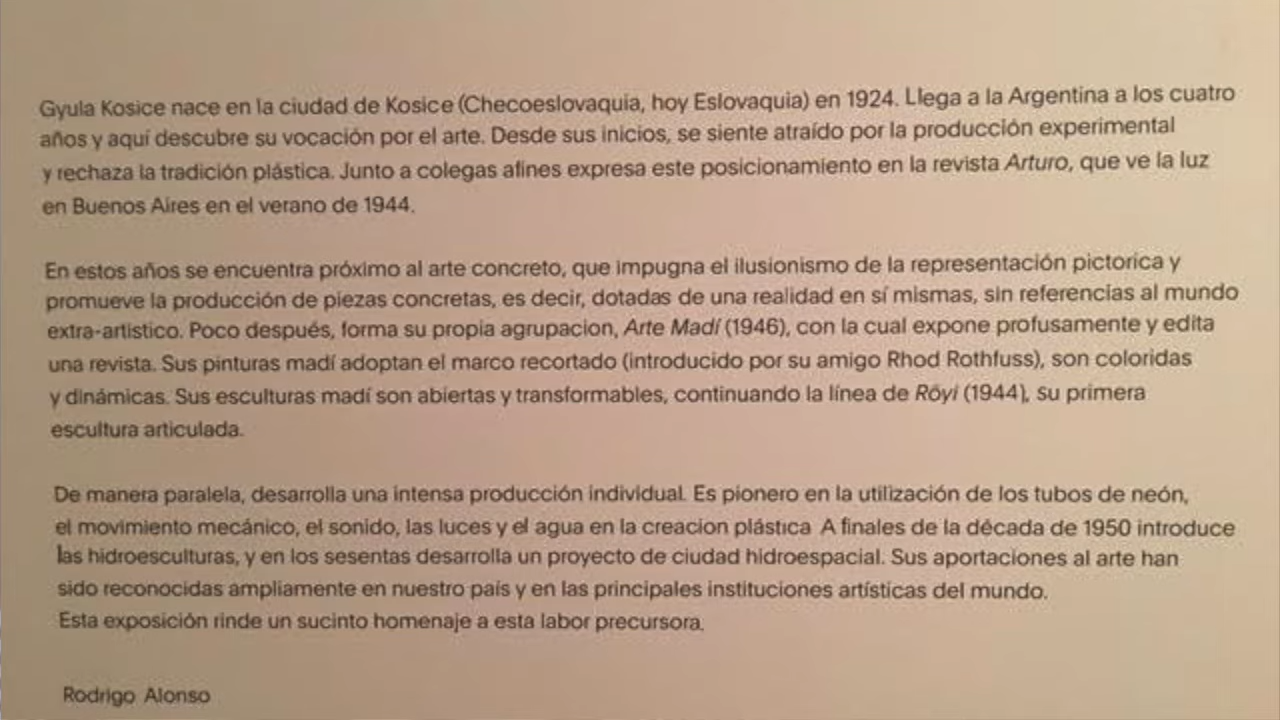 Gyula Kosice nace en la ciudad de Kosice (Checoeslovaquia, hoy Eslovaquia) en 1924. Llega a la Argentina a los cuatro
años y aquí descubre su vocación por el arte. Desde sus inicios, se siente atraído por la producción experimental
y rechaza la tradición plástica. Junto a colegas afines expresa este posicionamiento en la revista Arturo, que ve la luz
en Buenos Aires en el verano de 1944.
En estos años se encuentra próximo al arte concreto, que impugna el ilusionismo de la representación pictorica y
promueve la producción de piezas concretas, es decir, dotadas de una realidad en sí mismas, sin referencias al mundo
extra-artistico. Poco después, forma su propia agrupacion, Arte Madí (1946), con la cual expone profusamente y edita
una revista. Sus pinturas madí adoptan el marco recortado (introducido por su amigo Rhod Rothfuss), son coloridas
y dinámicas. Sus esculturas madí son abiertas y transformables, continuando la línea de Röyi (1944), su primera
escultura articulada.
De manera paralela, desarrolla una intensa producción individual. Es pionero en la utilización de los tubos de neón,
el movimiento mecánico, el sonido, las luces y el agua en la creacion plástica A finales de la década de 1950 introduce
las hidroesculturas, y en los sesentas desarrolla un proyecto de ciudad hidroespacial. Sus aportaciones al arte han
sido reconocidas ampliamente en nuestro país y en las principales instituciones artísticas del mundo.
Esta exposición rinde un sucinto homenaje a esta labor precursora.
Rodrigo Alonso